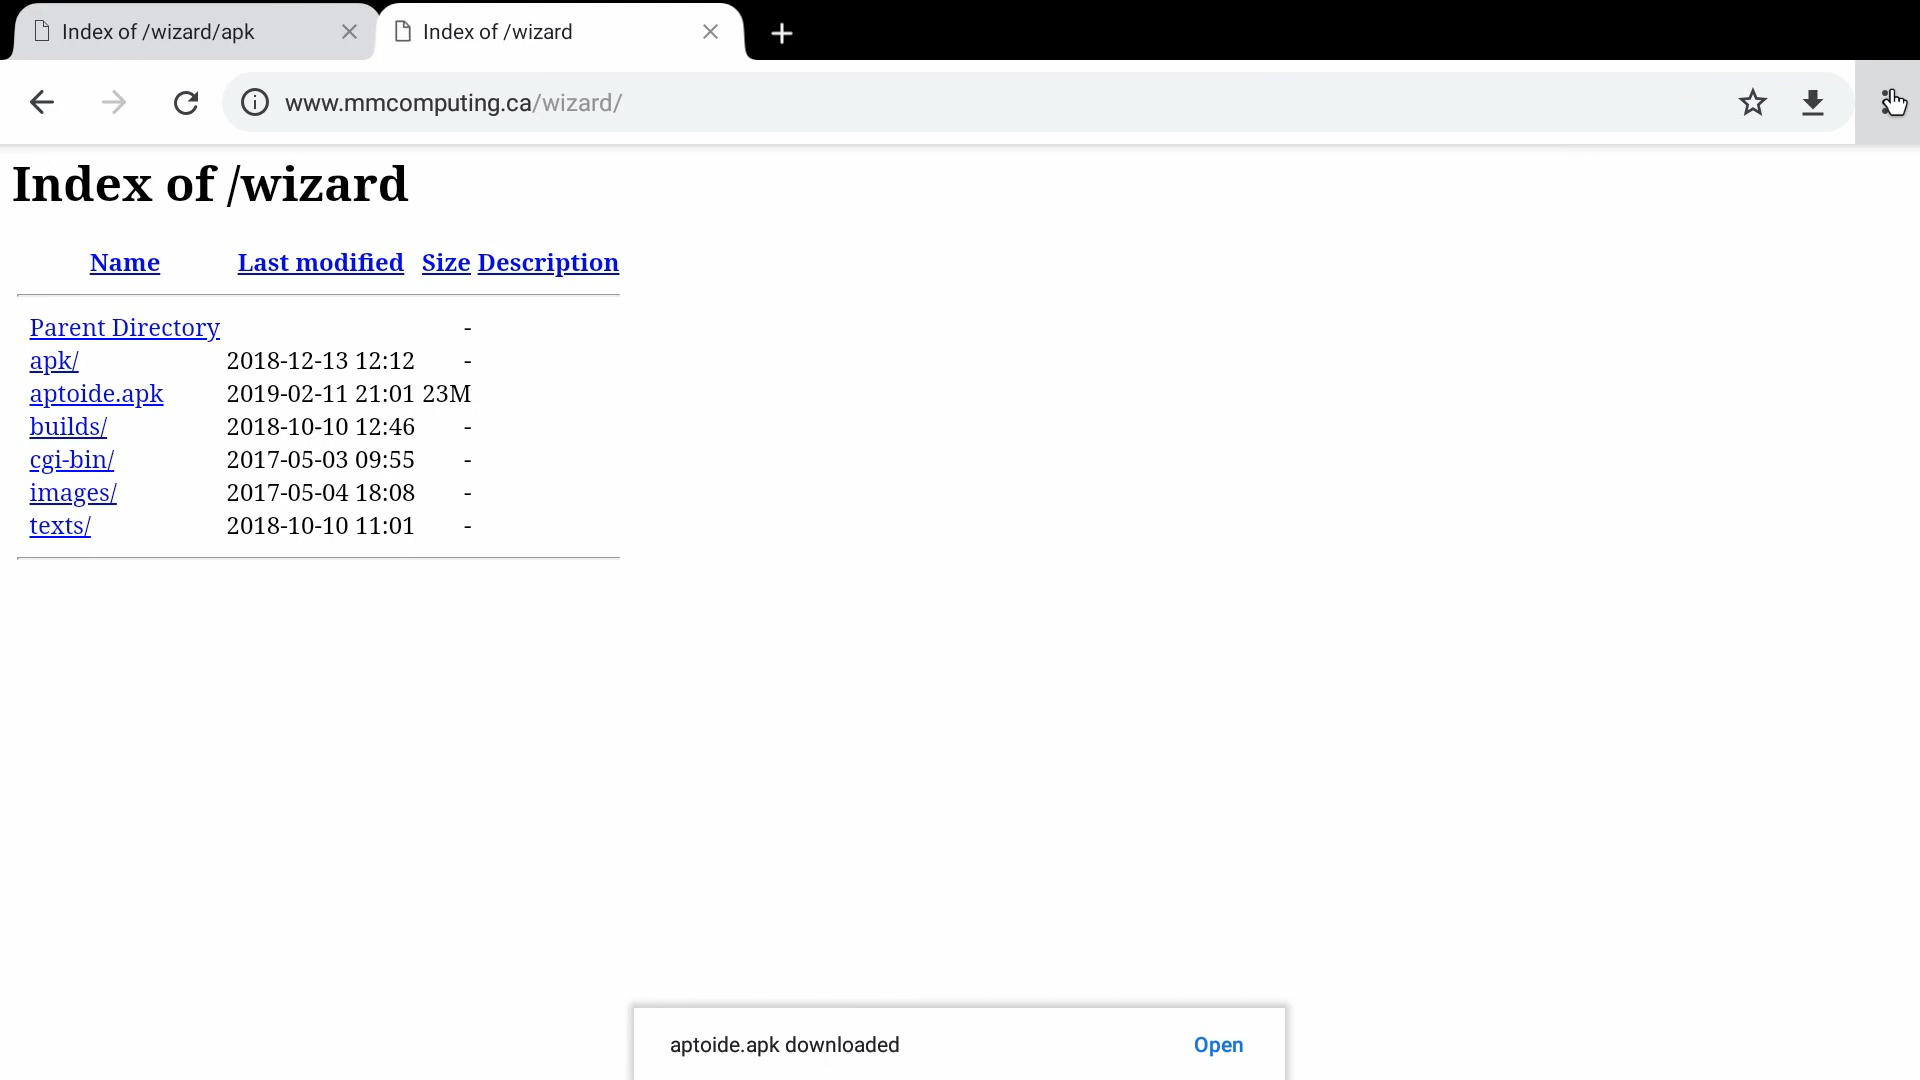 Index of /wizard/apk
Index of /wizard
www.mmcomputing.ca/wizard/
Index of /wizard
Name Last modified Size Description
Parent Directory -
apk/ 2018-12-13 12:12 -
aptoide.apk 2019-02-11 21:01 23M
builds/ 2018-10-10 12:46 -
cgi-bin/ 2017-05-03 09:55 -
images/ 2017-05-04 18:08 -
texts/ 2018-10-10 11:01 -
aptoide.apk downloaded Open